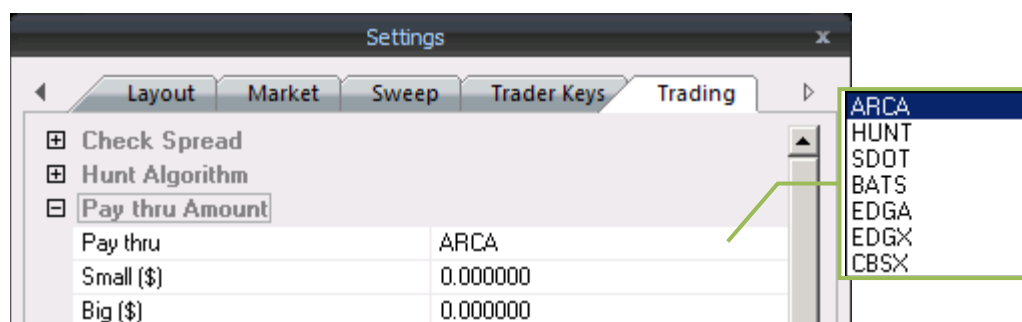 Settings x
Layout Market Sweep Trader Keys Trading
Check Spread
Hunt Algorithm
Pay thru Amount
Pay thru ARCA
Small ($) 0.000000
Big ($) 0.000000
ARCA
HUNT
SDOT
BATS
EDGA
EDGX
CBSX